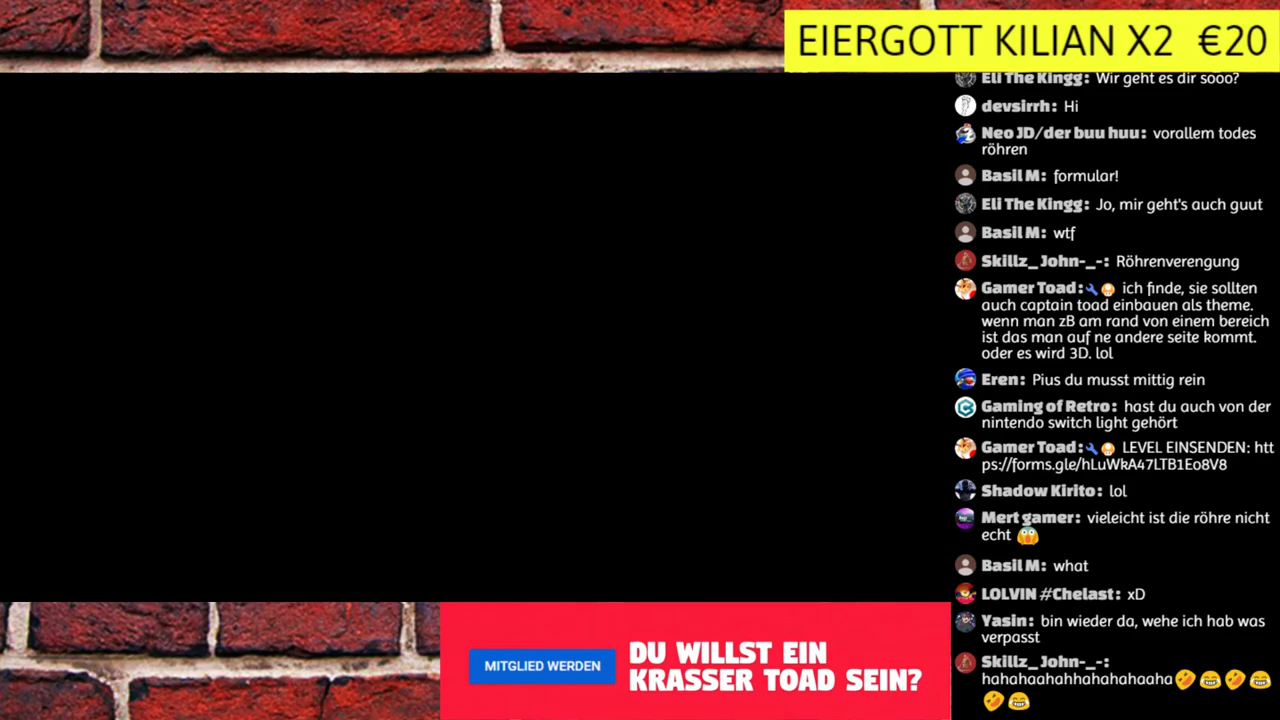 EIERGOTT KILIAN X2 €20
Eli The Kingg: Wir geht es dir sooo?
devsirrh: Hi
Neo JD/der buu huu: vorallem todes
röhren
Basil M: formular!
Eli The Kingg: Jo, mir geht's auch guut
Basil M: wtf
Skillz_John-_-: Röhrenverengung
Gamer Toad: ich finde, sie sollten
auch captain toad einbauen als theme.
wenn man zB am rand von einem bereich
ist das man auf ne andere seite kommt.
oder es wird 3D. lol
Eren: Pius du musst mittig rein
Gaming of Retro: hast du auch von der
nintendo switch light gehört
Gamer Toad: LEVEL EINSENDEN: htt
ps://forms.gle/hLuWkA47LTB1Eo8V8
Shadow Kirito: lol
Mert gamer: vieleicht ist die röhre nicht
echt 😱
Basil M: what
LOLVIN #Chelast: xD
Yasin: bin wieder da, wehe ich hab was
verpasst
Skillz_John-_-:
hahahaahahhahahahaaha🤣😂🤣😂
🤣😂
MITGLIED WERDEN
DU WILLST EIN
KRASSER TOAD SEIN?